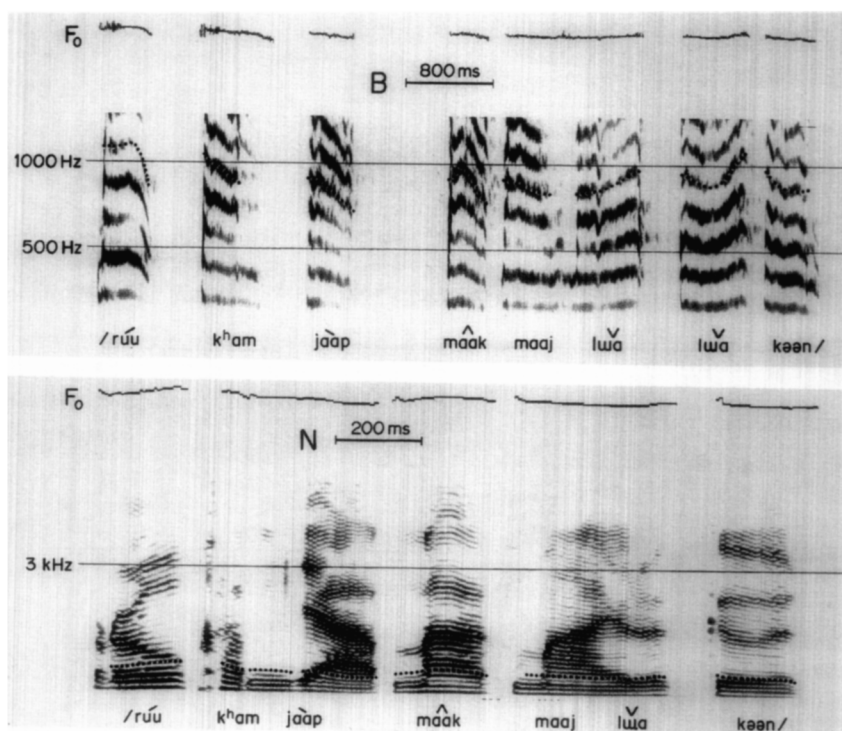 F₀
B 800 ms
1000 Hz
500 Hz
/rúu kʰam jàap mâak maaj lɯ̌a lɯ̌a kəən/
F₀
N 200 ms
3 kHz
/rúu kʰam jàap mâak maaj lɯ̌a kəən/